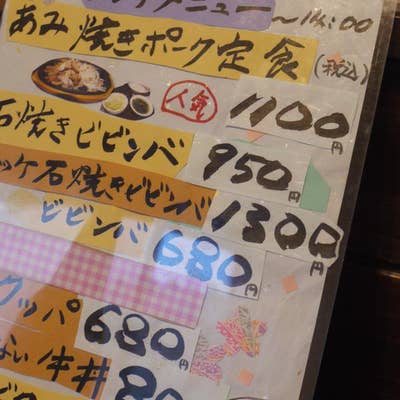 メニュー
～14:00
あみ焼きポーク定食
(税込)
人気
1100円
石焼きビビンバ
950円
ッケ石焼きビビンバ
1300円
ビビンバ
680円
クッパ
680円
ない牛丼